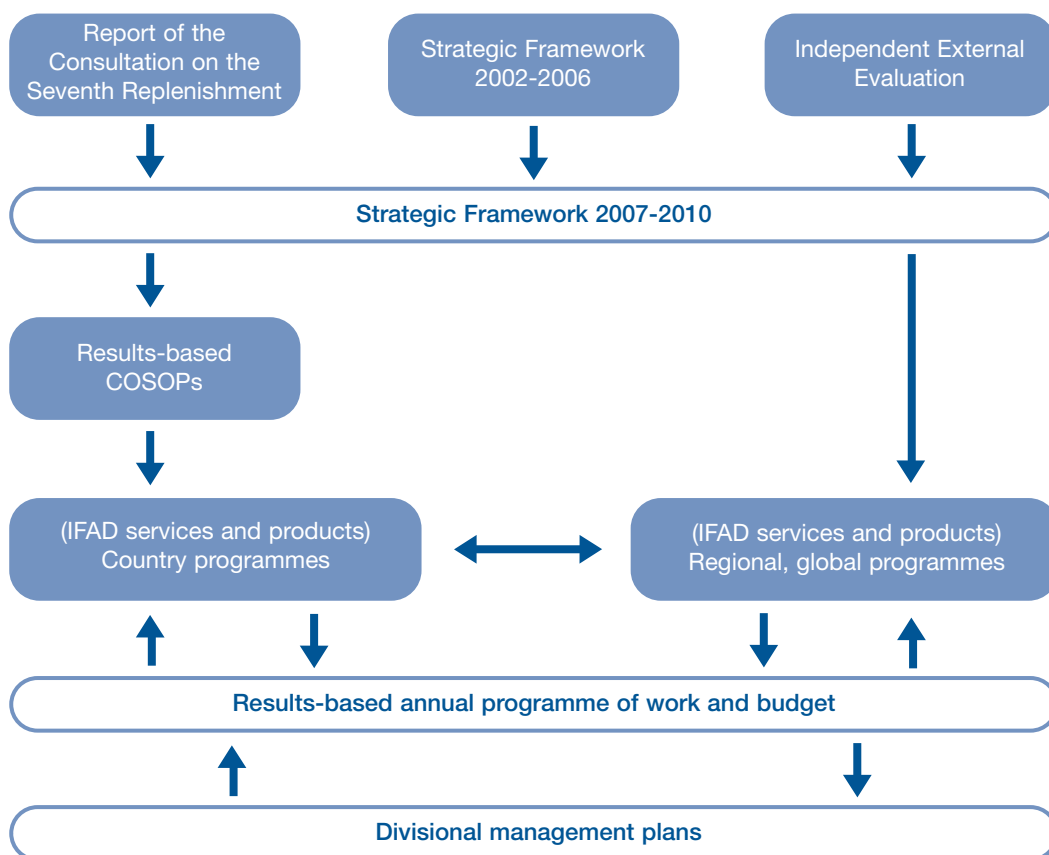 Report of the
Consultation on the
Seventh Replenishment
Strategic Framework
2002-2006
Independent External
Evaluation
Strategic Framework 2007-2010
Results-based
COSOPs
(IFAD services and products)
Country programmes
(IFAD services and products)
Regional, global programmes
Results-based annual programme of work and budget
Divisional management plans